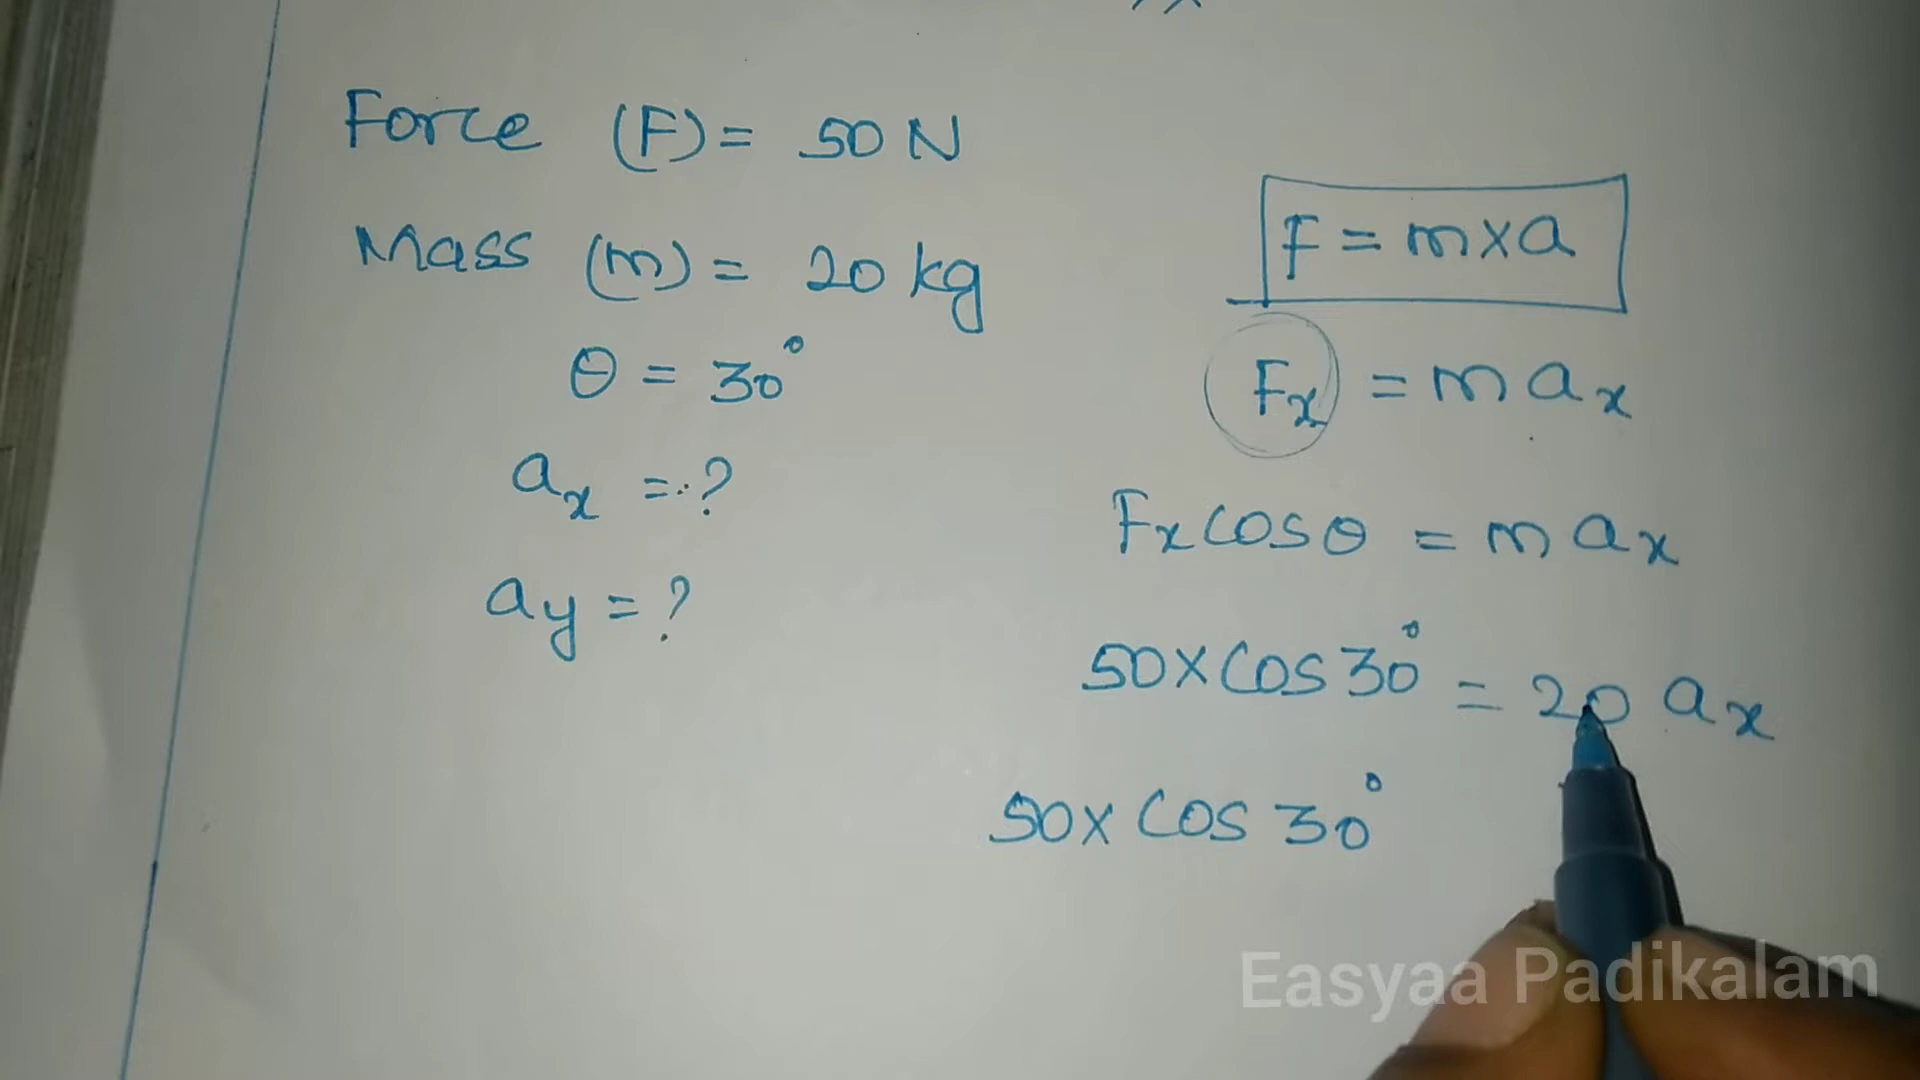 Force (F) = 50 N
Mass (m) = 20 kg
θ = 30°
ax = ?
ay = ?
F = m×a
Fx = m ax
Fx cosθ = m ax
50×Cos 30° = 20 ax
50× Cos 30°
Easyaa Padikalam